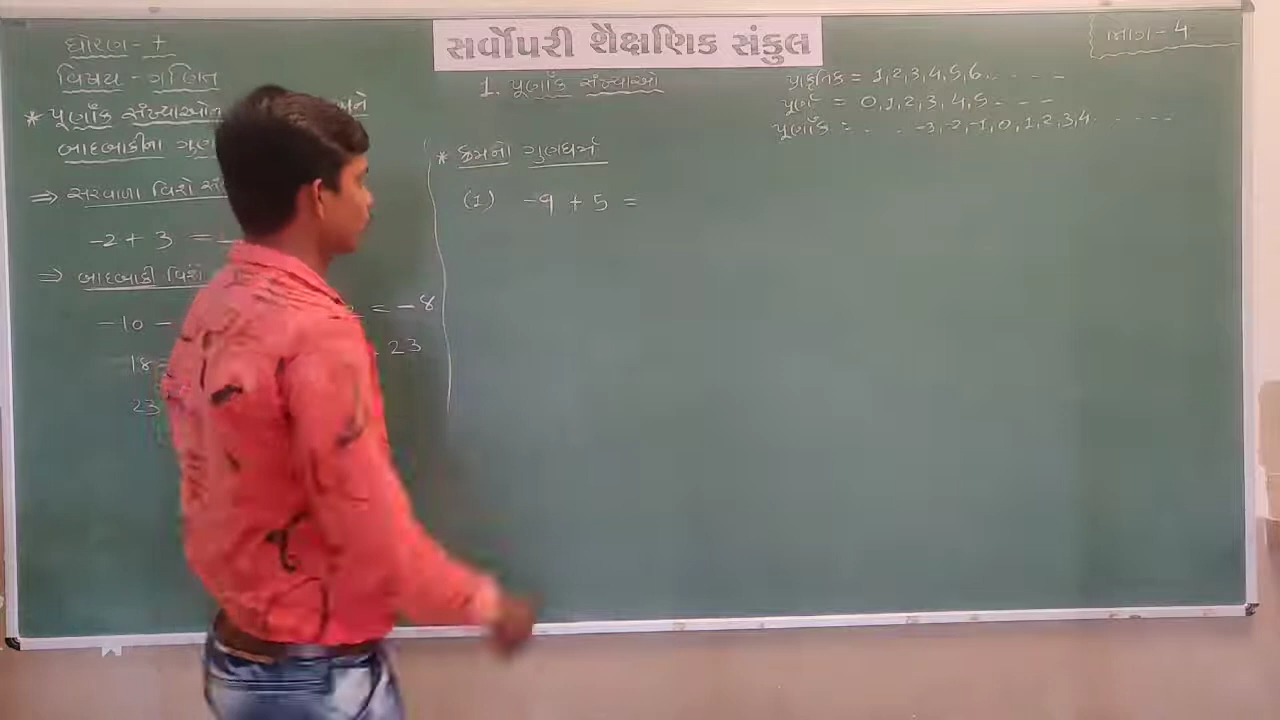 સર્વોપરી શૈક્ષણિક સંકુલ
ધોરણ - ૭
વિષય - ગણિત
ભાગ - 4
1. પૂર્ણાંક સંખ્યાઓ
પ્રાકૃતિક = 1,2,3,4,5,6.. - - - -
પૂર્ણ = 0,1,2,3,4,5 - - -
પૂર્ણાંક = . . -3,-2,-1,0,1,2,3,4. - - - - -
* પૂર્ણાંક સંખ્યાઓન
બાદબાકીના ગુણ
⇒ સરવાળા વિશે સં
-2 + 3 =
⇒ બાદબાકી વિશે
-10 -
= -8
18 =
23
23
* ક્રમનો ગુણધર્મ
(1) -9 + 5 =